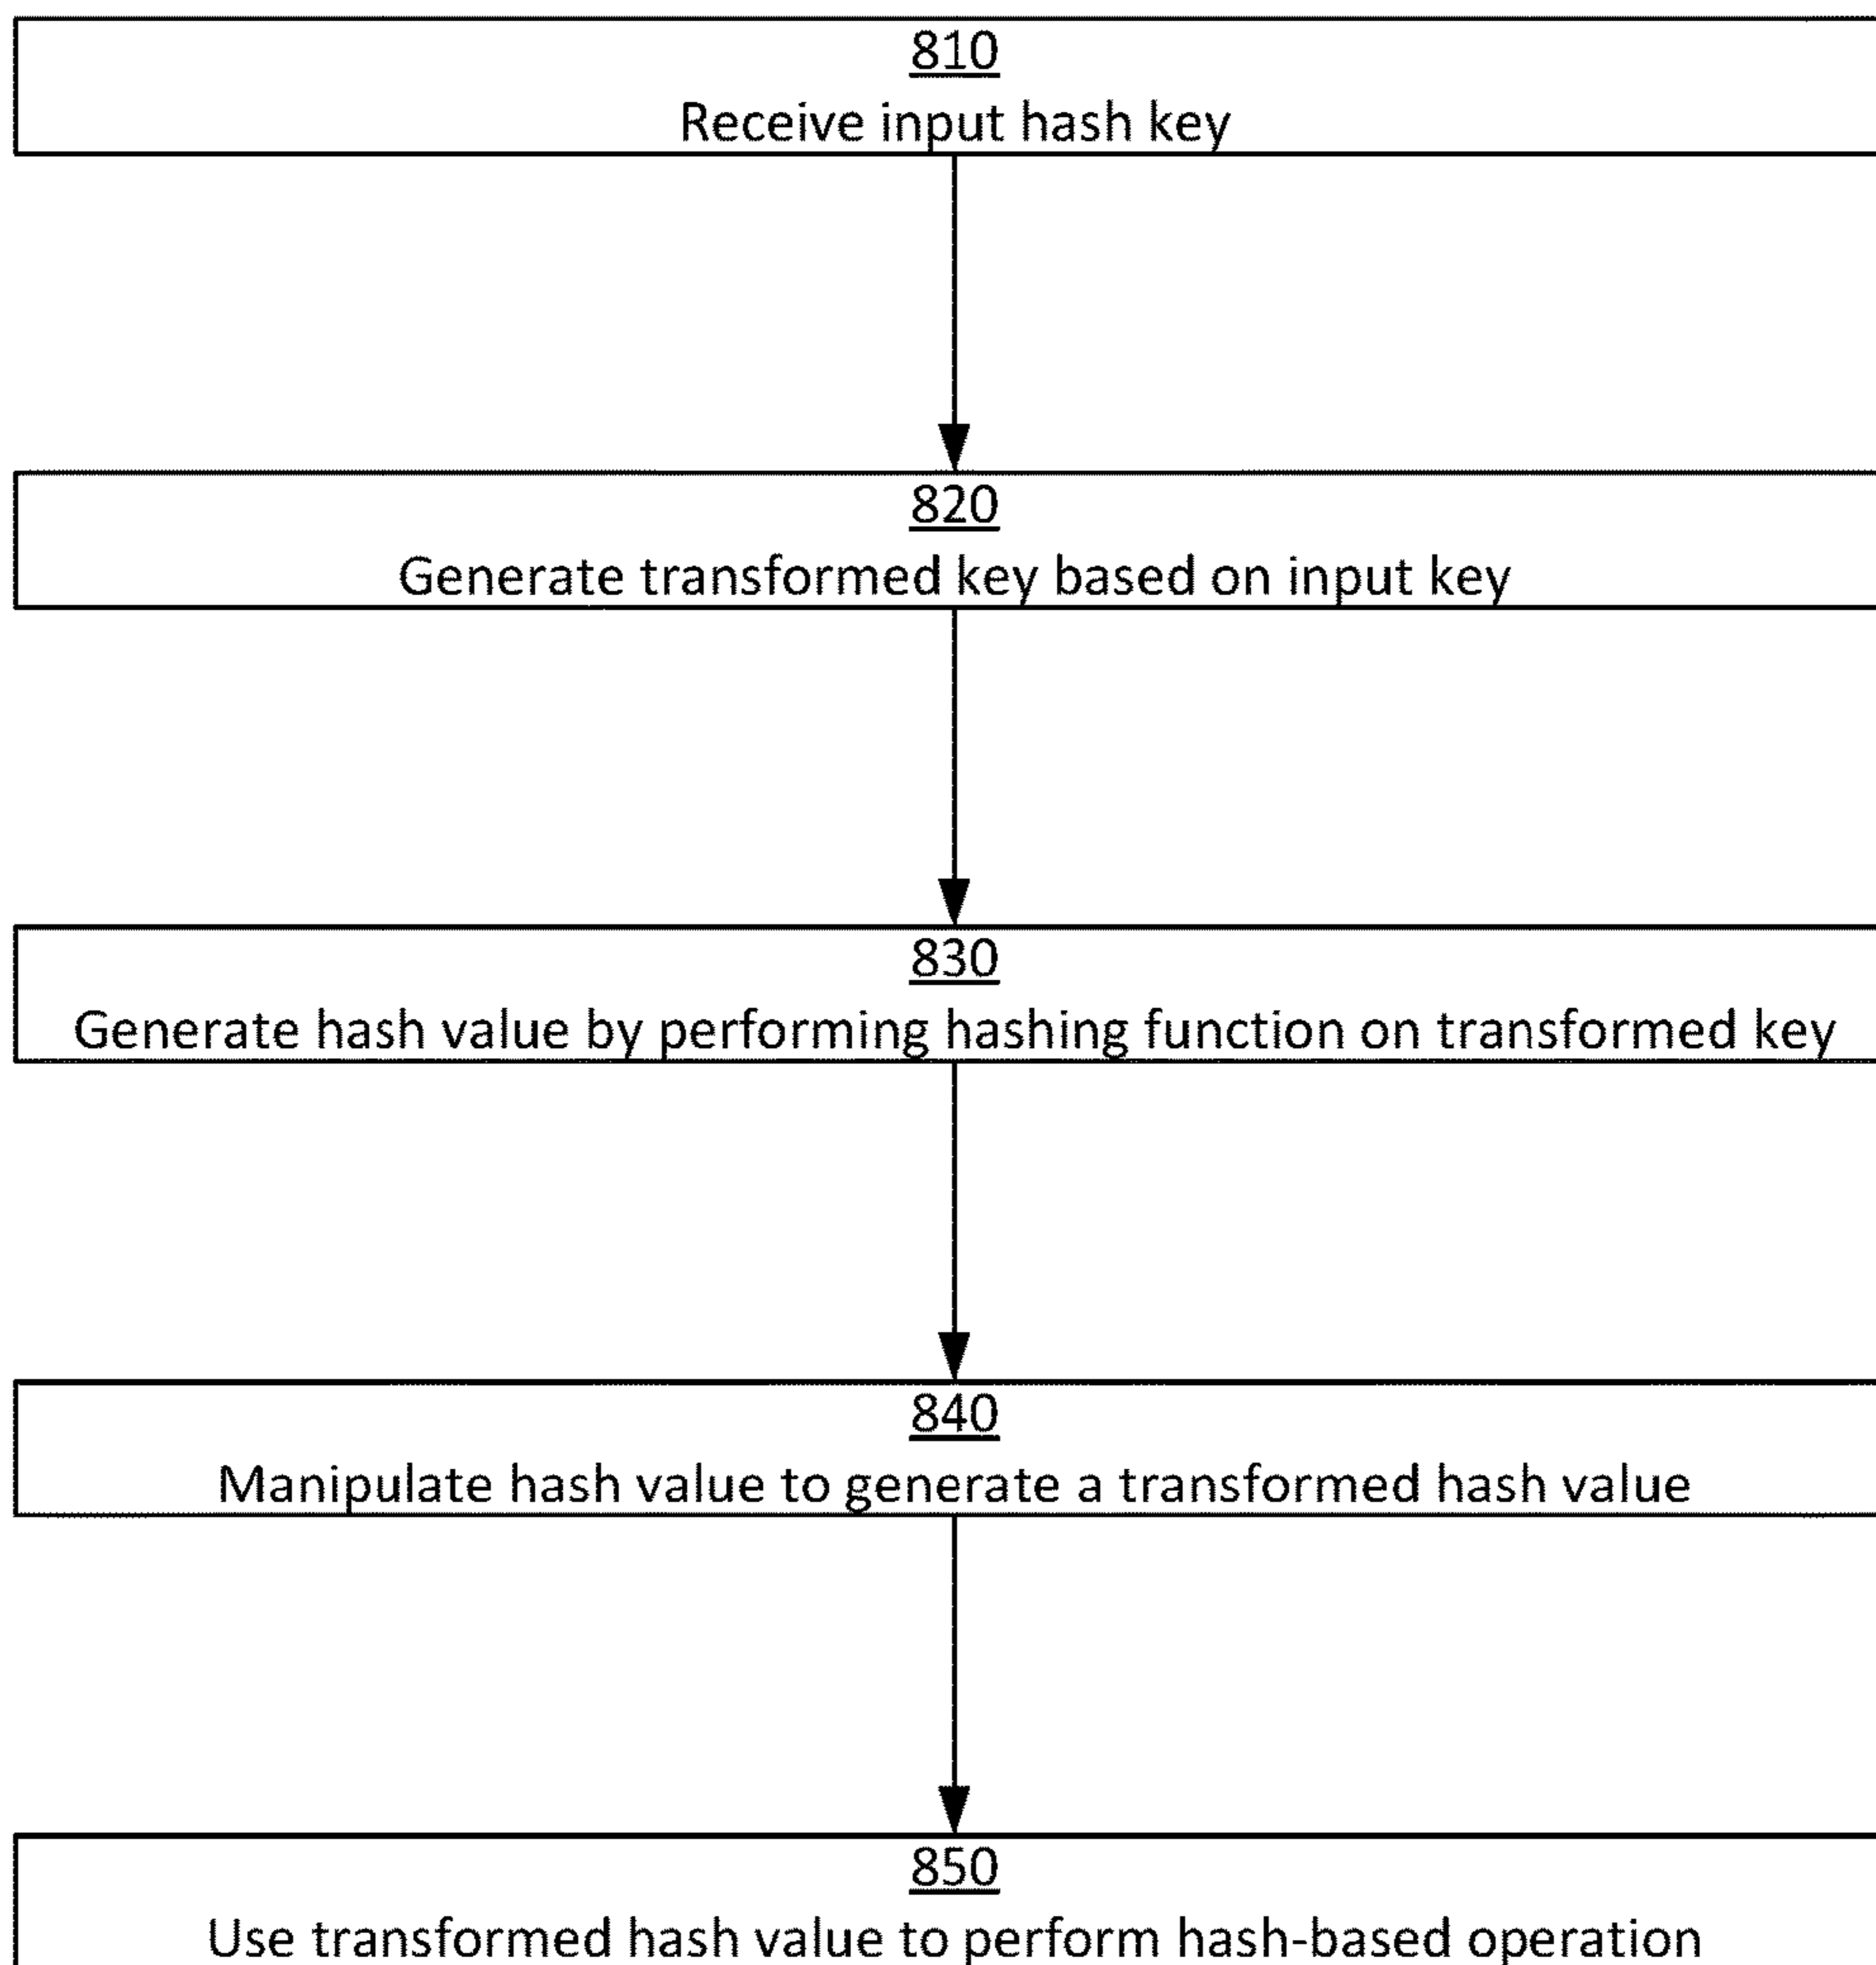 810
Receive input hash key
820
Generate transformed key based on input key
830
Generate hash value by performing hashing function on transformed key
840
Manipulate hash value to generate a transformed hash value
850
Use transformed hash value to perform hash-based operation